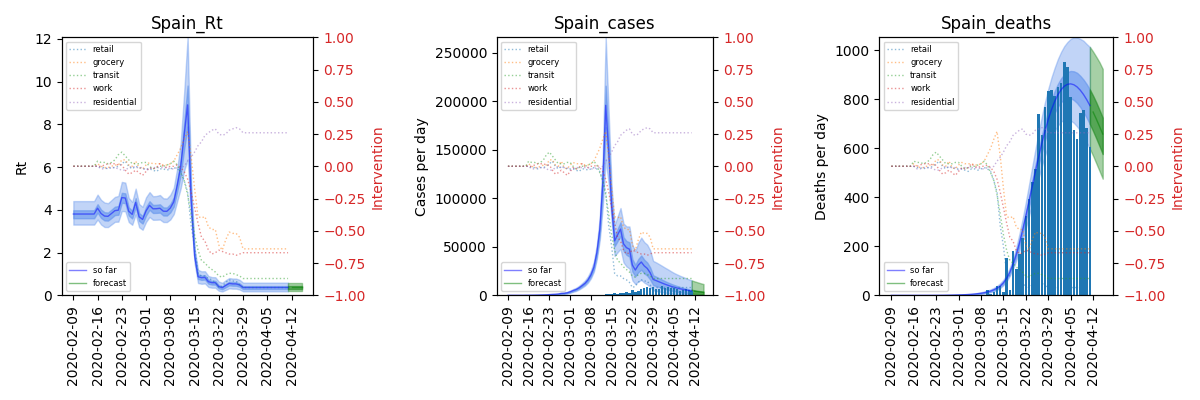 Spain_Rt
12
10
8
6
4
2
0
Rt
retail
grocery
transit
work
residential
so far
forecast
1.00
0.75
0.50
0.25
0.00
−0.25
−0.50
−0.75
−1.00
Intervention
2020-02-09
2020-02-16
2020-02-23
2020-03-01
2020-03-08
2020-03-15
2020-03-22
2020-03-29
2020-04-05
2020-04-12
Spain_cases
250000
200000
150000
100000
50000
0
Cases per day
retail
grocery
transit
work
residential
so far
forecast
1.00
0.75
0.50
0.25
0.00
−0.25
−0.50
−0.75
−1.00
Intervention
2020-02-09
2020-02-16
2020-02-23
2020-03-01
2020-03-08
2020-03-15
2020-03-22
2020-03-29
2020-04-05
2020-04-12
Spain_deaths
1000
800
600
400
200
0
Deaths per day
retail
grocery
transit
work
residential
so far
forecast
1.00
0.75
0.50
0.25
0.00
−0.25
−0.50
−0.75
−1.00
Intervention
2020-02-09
2020-02-16
2020-02-23
2020-03-01
2020-03-08
2020-03-15
2020-03-22
2020-03-29
2020-04-05
2020-04-12